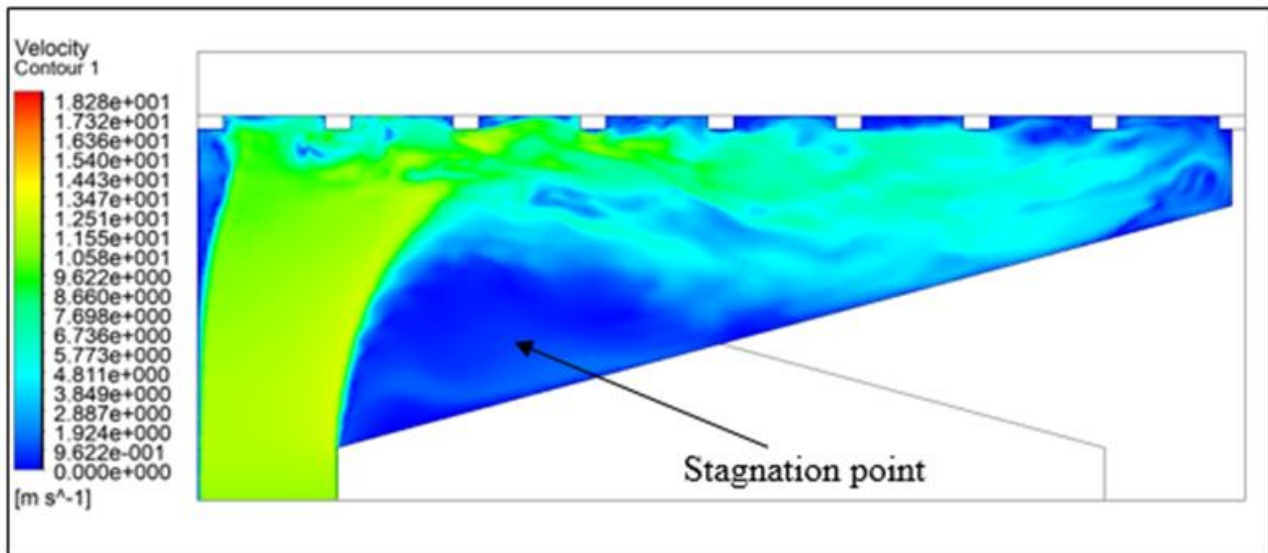 Velocity
Contour 1
1.828e+001
1.732e+001
1.636e+001
1.540e+001
1.443e+001
1.347e+001
1.251e+001
1.155e+001
1.058e+001
9.622e+000
8.660e+000
7.698e+000
6.736e+000
5.773e+000
4.811e+000
3.849e+000
2.887e+000
1.924e+000
9.622e-001
0.000e+000
[m s^-1]
Stagnation point